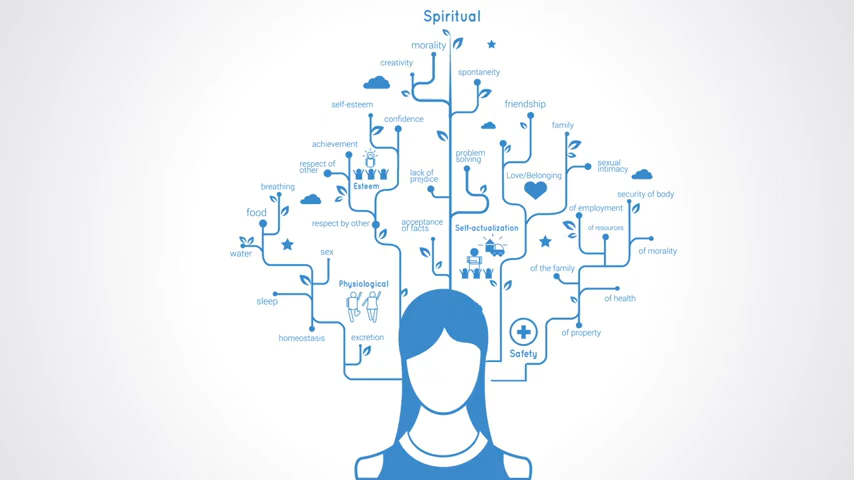 Spiritual
morality
creativity
spontaneity
self-esteem
confidence
friendship
family
achievement
respect of
other
Esteem
lack of
prejdice
problem
solving
Love/Belonging
sexual
intimacy
breathing
food
water
respect by other
acceptance
of facts
Self-actualization
security of body
of employment
of resources
of morality
sex
Physiological
sleep
homeostasis
excretion
of the family
of health
of property
Safety